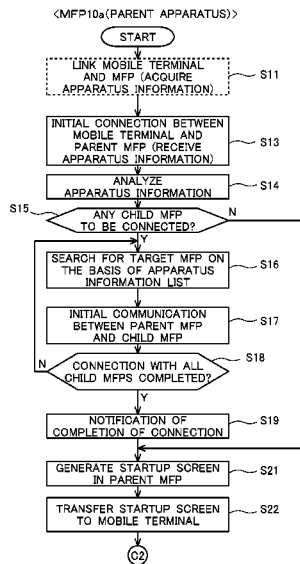 <MFP10a(PARENT APPARATUS)>
START
LINK MOBILE TERMINAL
AND MFP (ACQUIRE
APPARATUS INFORMATION)
S11
INITIAL CONNECTION BETWEEN
MOBILE TERMINAL AND
PARENT MFP (RECEIVE
APPARATUS INFORMATION)
S13
ANALYZE
APPARATUS INFORMATION
S14
S15
ANY CHILD MFP
TO BE CONNECTED?
N
Y
SEARCH FOR TARGET MFP ON
THE BASIS OF APPARATUS
INFORMATION LIST
S16
INITIAL COMMUNICATION
BETWEEN PARENT MFP
AND CHILD MFP
S17
N
CONNECTION WITH ALL
CHILD MFPS COMPLETED?
S18
Y
NOTIFICATION OF
COMPLETION OF CONNECTION
S19
GENERATE STARTUP SCREEN
IN PARENT MFP
S21
TRANSFER STARTUP SCREEN
TO MOBILE TERMINAL
S22
C2